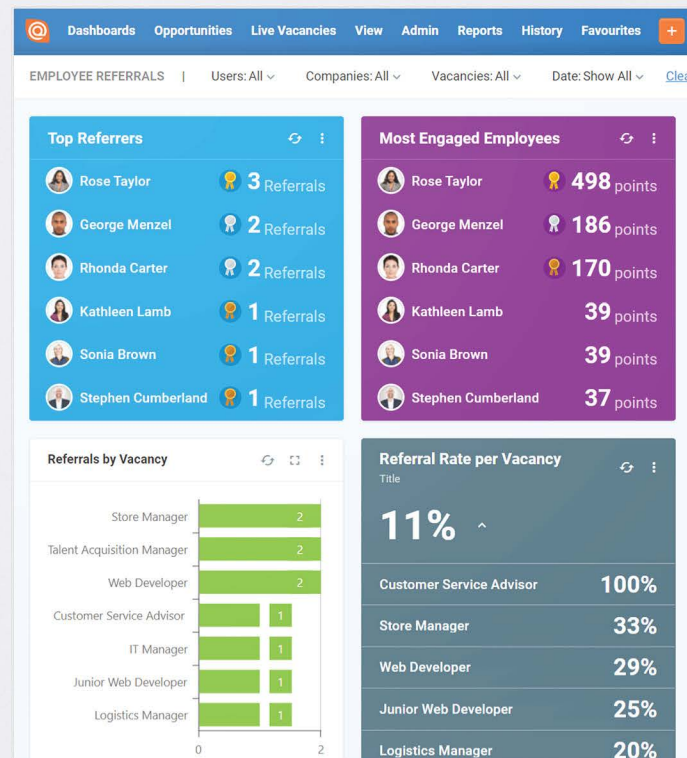 Dashboards Opportunities Live Vacancies View Admin Reports History Favourites +
EMPLOYEE REFERRALS | Users: All Companies: All Vacancies: All Date: Show All Clea
Top Referrers
Rose Taylor 3 Referrals
George Menzel 2 Referrals
Rhonda Carter 2 Referrals
Kathleen Lamb 1 Referrals
Sonia Brown 1 Referrals
Stephen Cumberland 1 Referrals
Most Engaged Employees
Rose Taylor 498 points
George Menzel 186 points
Rhonda Carter 170 points
Kathleen Lamb 39 points
Sonia Brown 39 points
Stephen Cumberland 37 points
Referrals by Vacancy
Store Manager 2
Talent Acquisition Manager 2
Web Developer 2
Customer Service Advisor 1
IT Manager 1
Junior Web Developer 1
Logistics Manager 1
0 2
Referral Rate per Vacancy
Title
11%
Customer Service Advisor 100%
Store Manager 33%
Web Developer 29%
Junior Web Developer 25%
Logistics Manager 20%